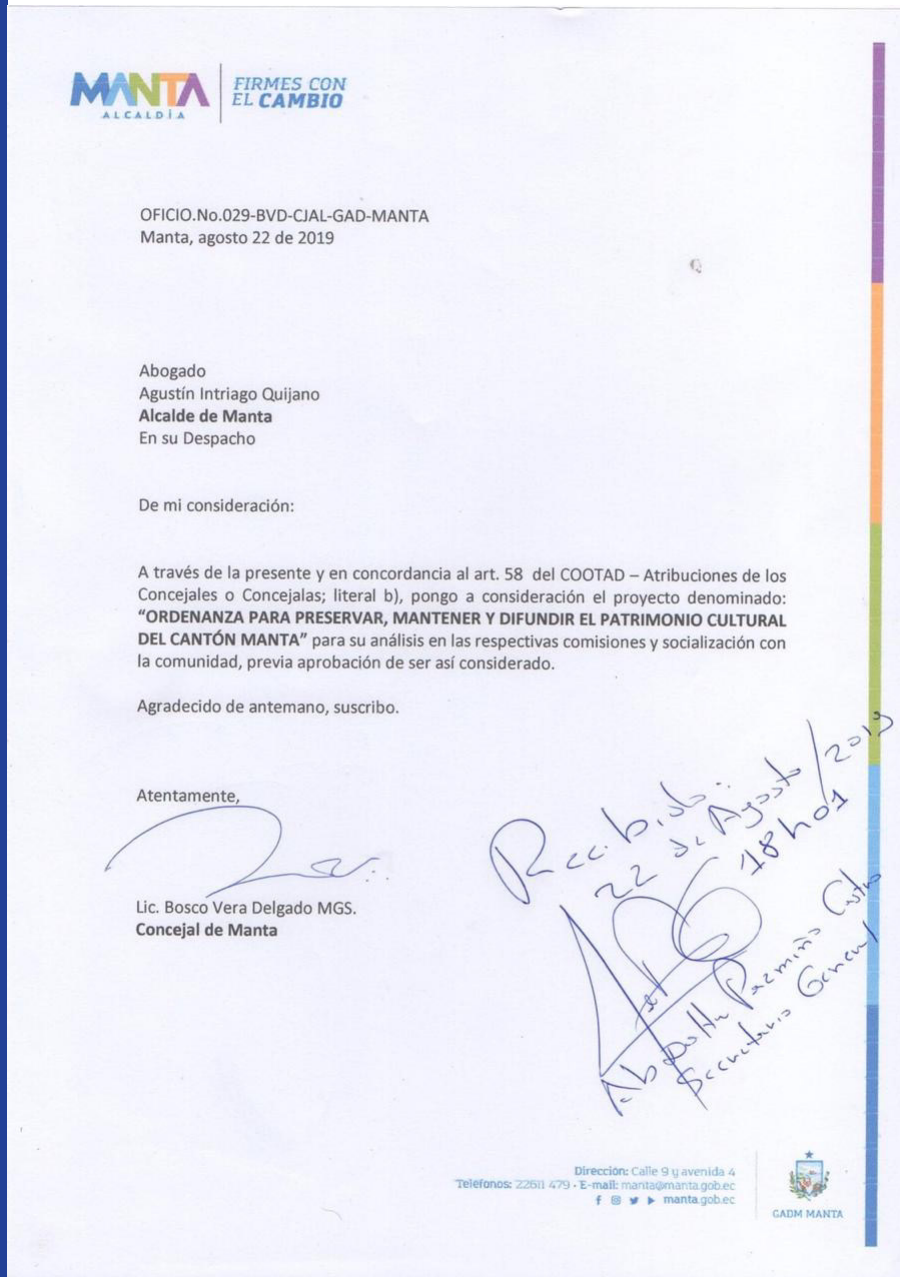 MANTA
ALCALDÍA
FIRMES CON
EL CAMBIO
OFICIO.No.029-BVD-CJAL-GAD-MANTA
Manta, agosto 22 de 2019
Abogado
Agustín Intriago Quijano
Alcalde de Manta
En su Despacho
De mi consideración:
A través de la presente y en concordancia al art. 58 del COOTAD – Atribuciones de los
Concejales o Concejalas; literal b), pongo a consideración el proyecto denominado:
“ORDENANZA PARA PRESERVAR, MANTENER Y DIFUNDIR EL PATRIMONIO CULTURAL
DEL CANTÓN MANTA” para su análisis en las respectivas comisiones y socialización con
la comunidad, previa aprobación de ser así considerado.
Agradecido de antemano, suscribo.
Atentamente,
Lic. Bosco Vera Delgado MGS.
Concejal de Manta
Recibido:
22 de Agosto/2019
18h01
Ab Pazmiño Castro
Secretario General
Dirección: Calle 9 y avenida 4
Teléfonos: 22611 479 - E-mail: manta@manta.gob.ec
manta.gob.ec
GADM MANTA